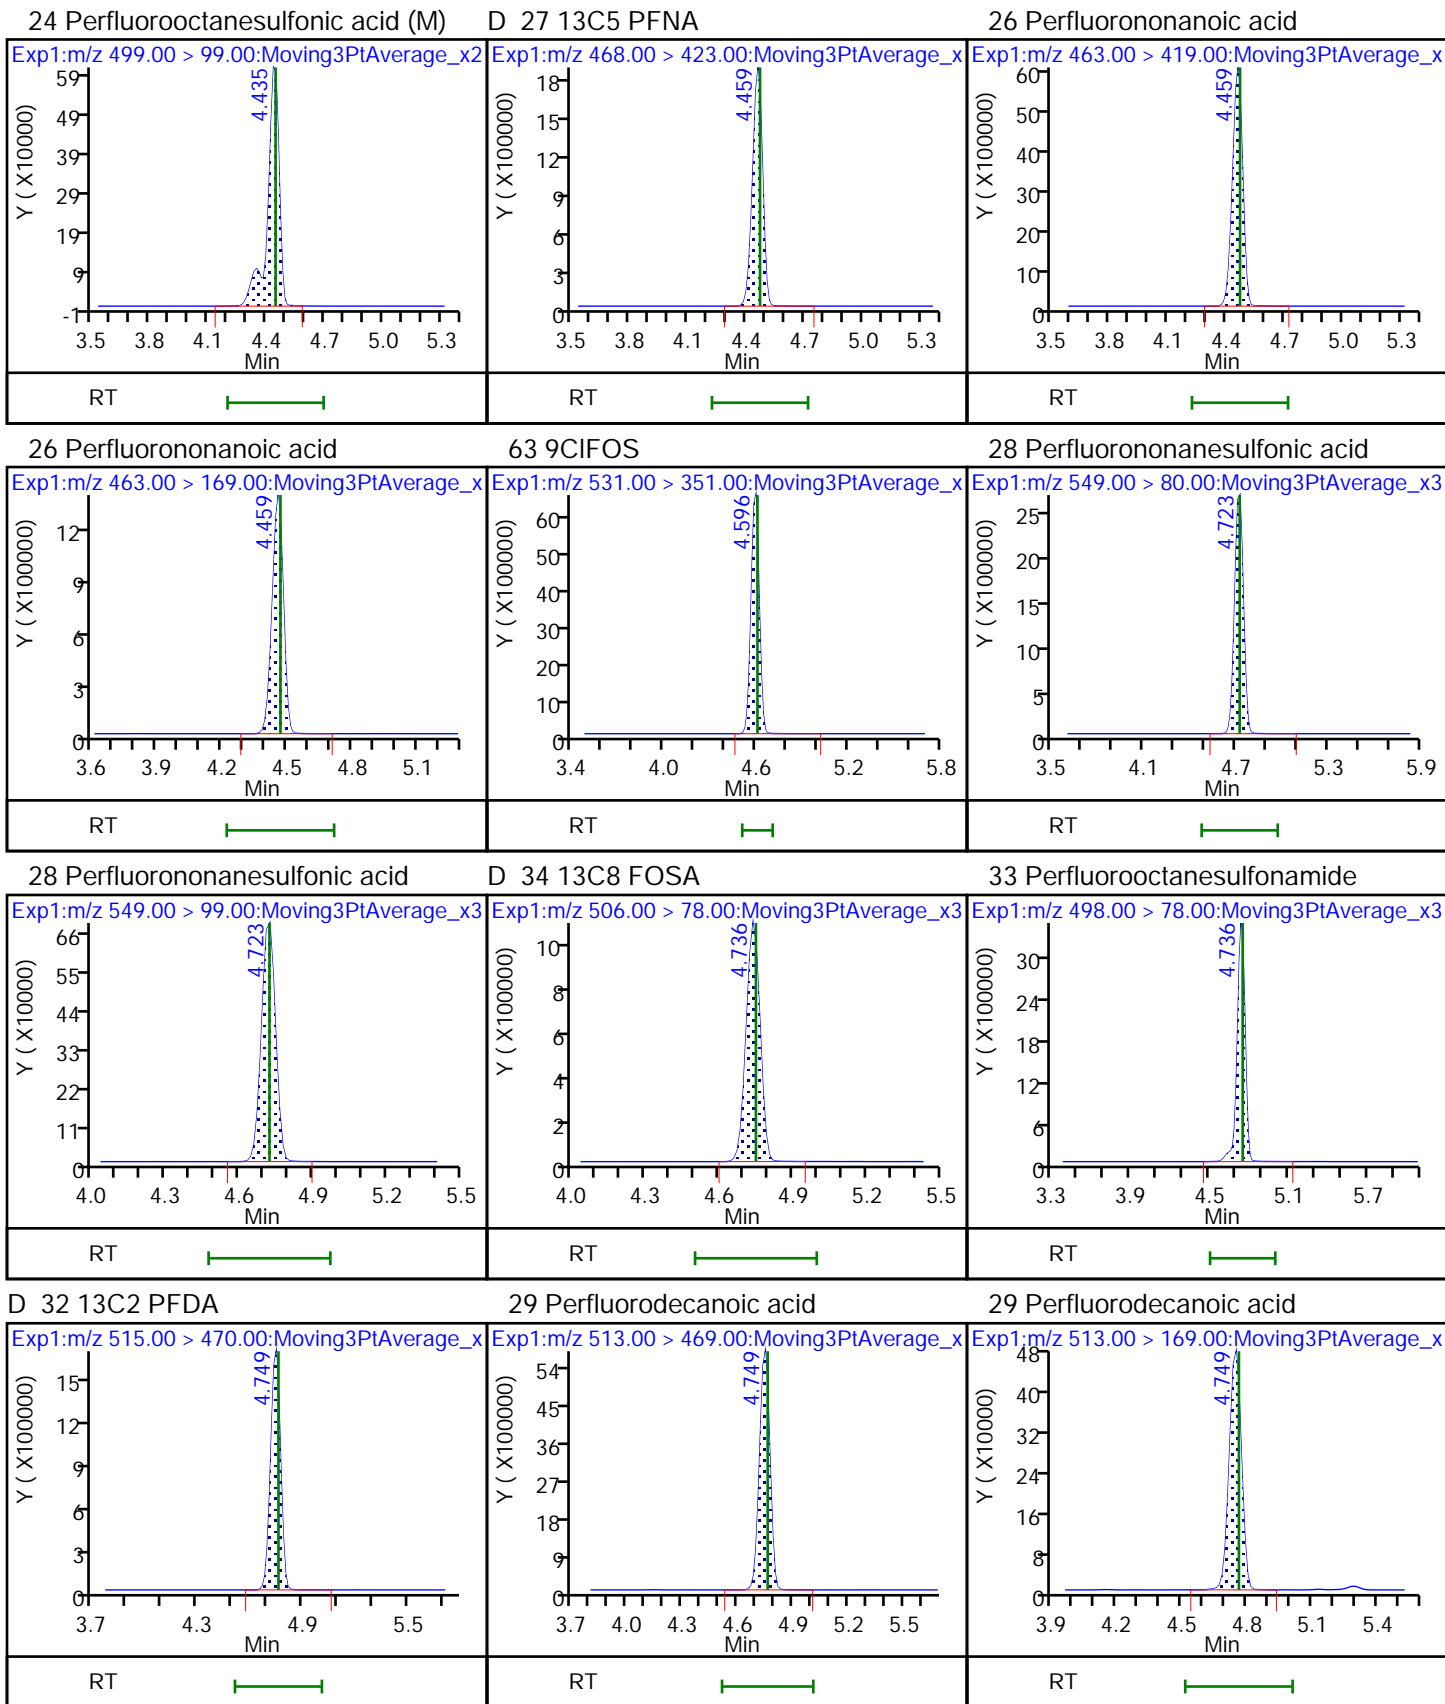 24 Perfluorooctanesulfonic acid (M)
Exp1:m/z 499.00 > 99.00:Moving3PtAverage_x2
4.435
Y ( X100000)
59
49
39
29
19
9
-1
3.5 3.8 4.1 4.4 4.7 5.0 5.3
Min
RT
D 27 13C5 PFNA
Exp1:m/z 468.00 > 423.00:Moving3PtAverage_x
4.459
Y ( X100000)
18
15
12
9
6
3
0
3.5 3.8 4.1 4.4 4.7 5.0 5.3
Min
RT
26 Perfluorononanoic acid
Exp1:m/z 463.00 > 419.00:Moving3PtAverage_x
4.459
Y ( X100000)
60
50
40
30
20
10
0
3.5 3.8 4.1 4.4 4.7 5.0 5.3
Min
RT
26 Perfluorononanoic acid
Exp1:m/z 463.00 > 169.00:Moving3PtAverage_x
4.459
Y ( X100000)
12
9
6
3
0
3.6 3.9 4.2 4.5 4.8 5.1
Min
RT
63 9ClFOS
Exp1:m/z 531.00 > 351.00:Moving3PtAverage_x
4.596
Y ( X100000)
60
50
40
30
20
10
0
3.4 4.0 4.6 5.2 5.8
Min
RT
28 Perfluorononanesulfonic acid
Exp1:m/z 549.00 > 80.00:Moving3PtAverage_x3
4.723
Y ( X100000)
25
20
15
10
5
0
3.5 4.1 4.7 5.3 5.9
Min
RT
28 Perfluorononanesulfonic acid
Exp1:m/z 549.00 > 99.00:Moving3PtAverage_x3
4.723
Y ( X10000)
66
55
44
33
22
11
0
4.0 4.3 4.6 4.9 5.2 5.5
Min
RT
D 34 13C8 FOSA
Exp1:m/z 506.00 > 78.00:Moving3PtAverage_x3
4.736
Y ( X100000)
10
8
6
4
2
0
4.0 4.3 4.6 4.9 5.2 5.5
Min
RT
33 Perfluorooctanesulfonamide
Exp1:m/z 498.00 > 78.00:Moving3PtAverage_x3
4.736
Y ( X100000)
30
24
18
12
6
0
3.3 3.9 4.5 5.1 5.7
Min
RT
D 32 13C2 PFDA
Exp1:m/z 515.00 > 470.00:Moving3PtAverage_x
4.749
Y ( X100000)
15
12
9
6
3
0
3.7 4.3 4.9 5.5
Min
RT
29 Perfluorodecanoic acid
Exp1:m/z 513.00 > 469.00:Moving3PtAverage_x
4.749
Y ( X100000)
54
45
36
27
18
9
0
3.7 4.0 4.3 4.6 4.9 5.2 5.5
Min
RT
29 Perfluorodecanoic acid
Exp1:m/z 513.00 > 169.00:Moving3PtAverage_x
4.749
Y ( X10000)
48
40
32
24
16
8
0
3.9 4.2 4.5 4.8 5.1 5.4
Min
RT